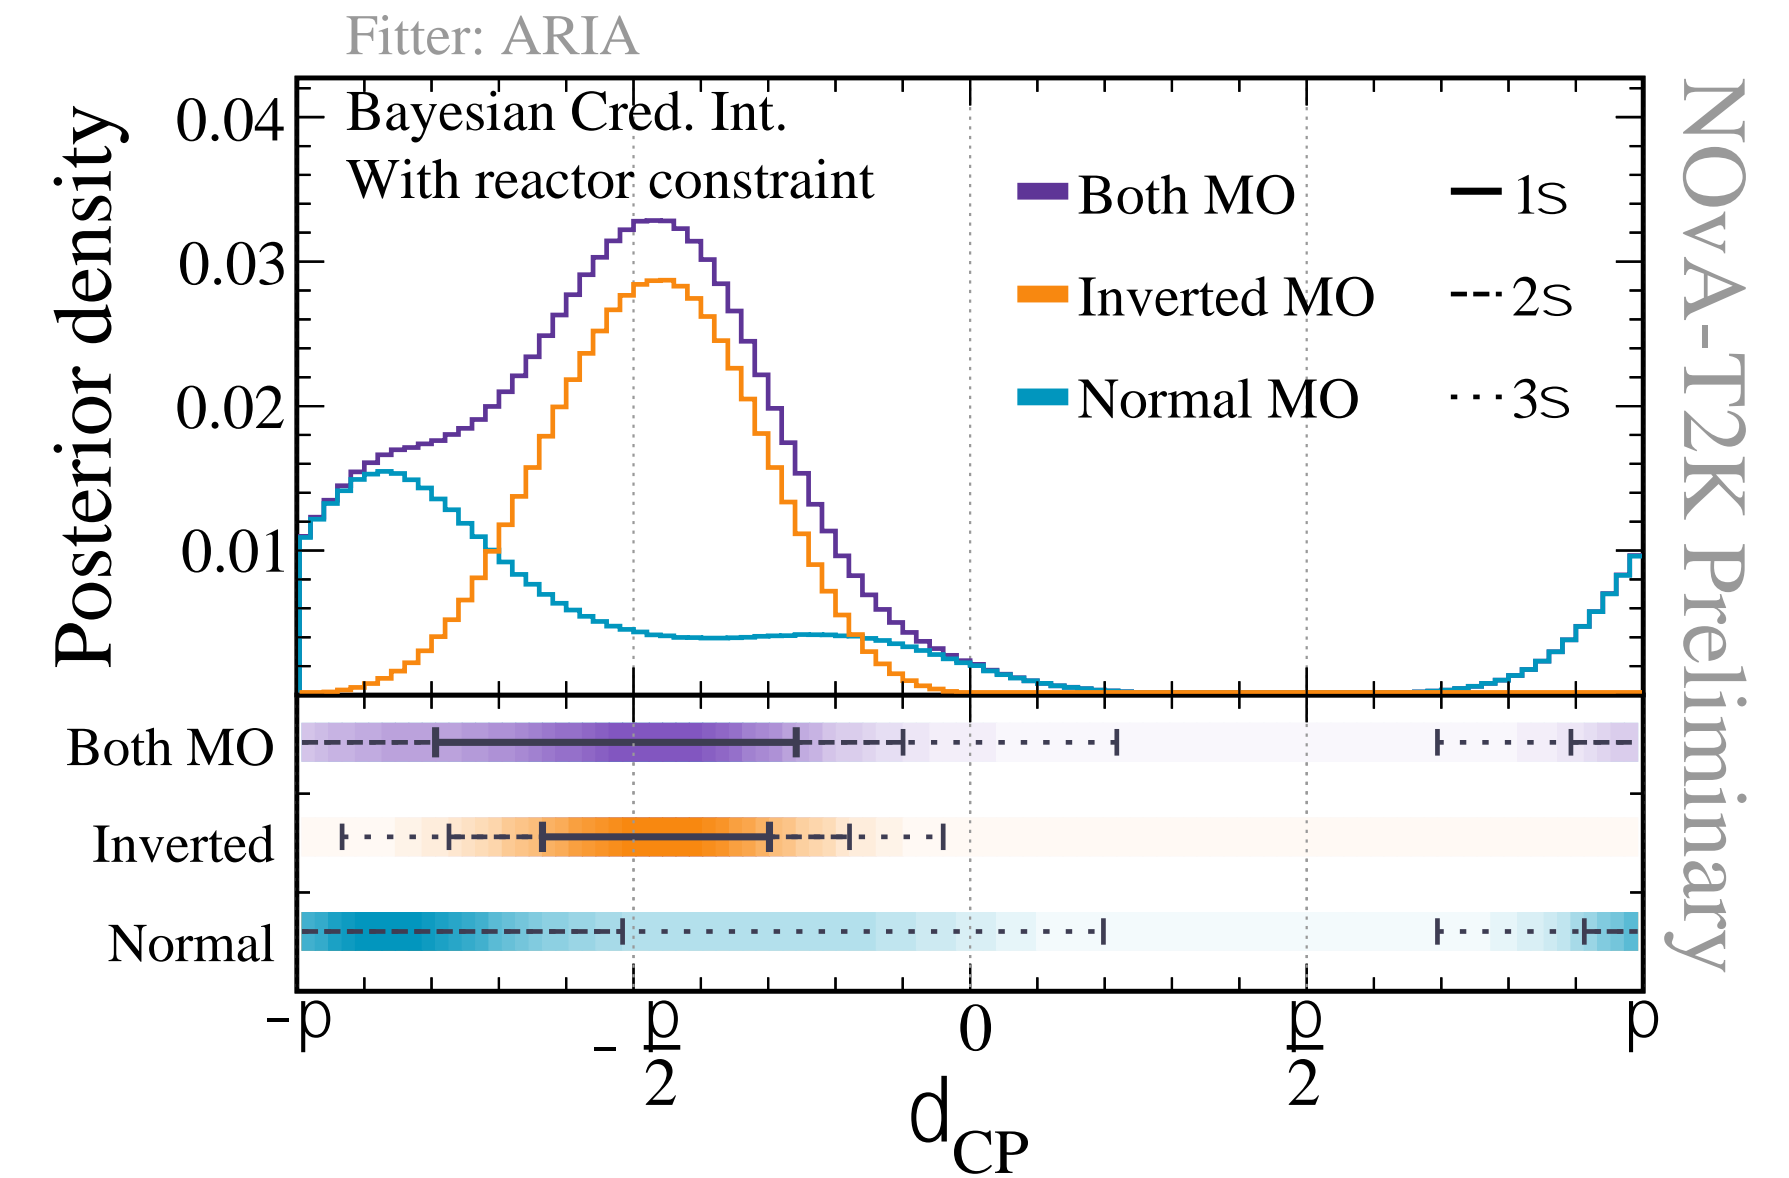 Fitter: ARIA
Bayesian Cred. Int.
With reactor constraint
Both MO
Inverted MO
Normal MO
1s
2s
3s
Posterior density
0.04
0.03
0.02
0.01
Both MO
Inverted
Normal
-p
- p/2
0
p/2
p
dCP
NOvA-T2K Preliminary